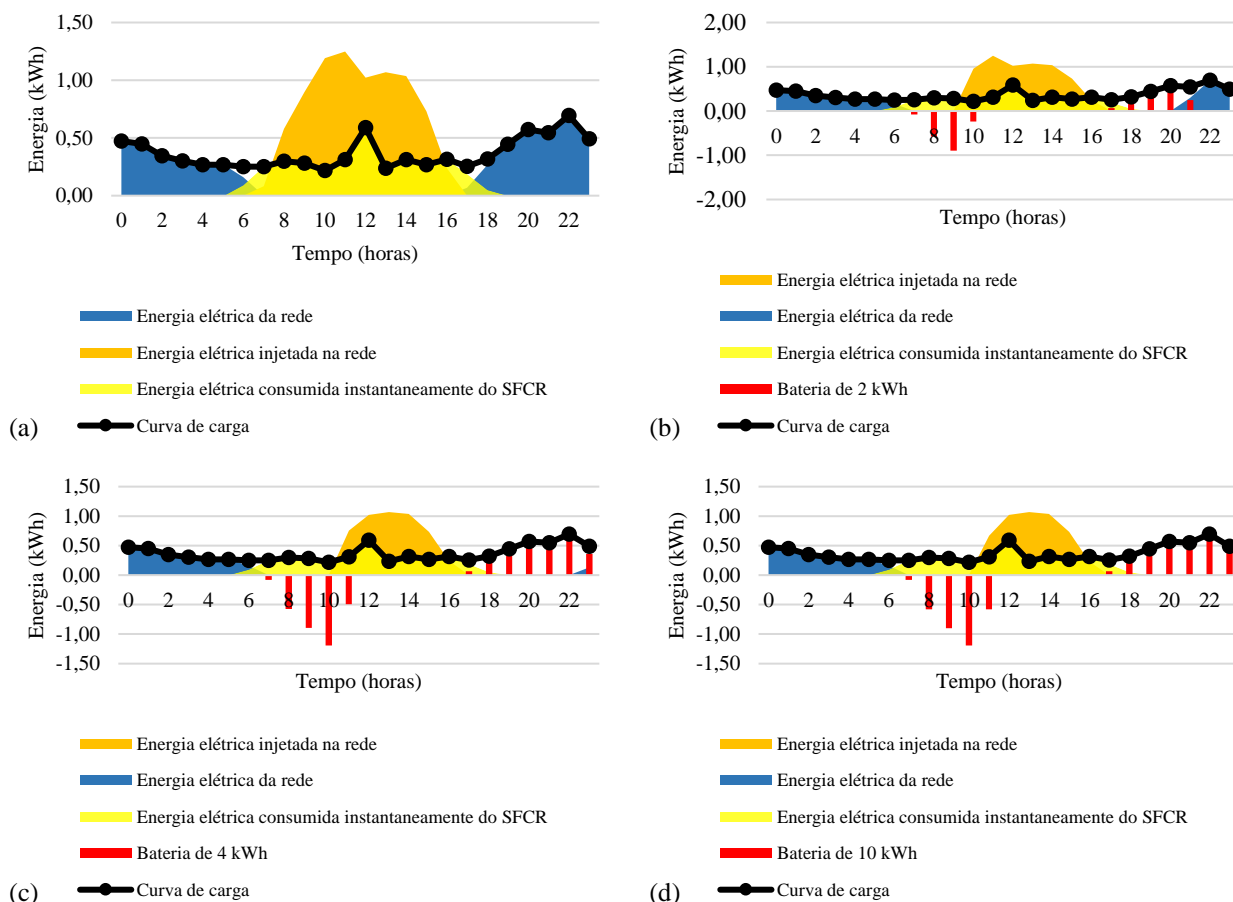 1,50
1,00
0,50
0,00
Energia (kWh)
0 2 4 6 8 10 12 14 16 18 20 22
Tempo (horas)
Energia elétrica da rede
Energia elétrica injetada na rede
Energia elétrica consumida instantaneamente do SFCR
(a) Curva de carga
2,00
1,00
0,00
-1,00
-2,00
Energia (kWh)
0 2 4 6 8 10 12 14 16 18 20 22
Tempo (horas)
Energia elétrica injetada na rede
Energia elétrica da rede
Energia elétrica consumida instantaneamente do SFCR
Bateria de 2 kWh
(b) Curva de carga
1,50
1,00
0,50
0,00
-0,50
-1,00
-1,50
Energia (kWh)
0 2 4 6 8 10 12 14 16 18 20 22
Tempo (horas)
Energia elétrica injetada na rede
Energia elétrica da rede
Energia elétrica consumida instantaneamente do SFCR
Bateria de 4 kWh
(c) Curva de carga
1,50
1,00
0,50
0,00
-0,50
-1,00
-1,50
Energia (kWh)
0 2 4 6 8 10 12 14 16 18 20 22
Tempo (horas)
Energia elétrica injetada na rede
Energia elétrica da rede
Energia elétrica consumida instantaneamente do SFCR
Bateria de 10 kWh
(d) Curva de carga